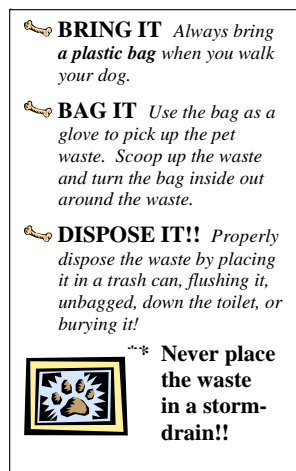 BRING IT Always bring
a plastic bag when you walk
your dog.
BAG IT Use the bag as a
glove to pick up the pet
waste. Scoop up the waste
and turn the bag inside out
around the waste.
DISPOSE IT!! Properly
dispose the waste by placing
it in a trash can, flushing it,
unbagged, down the toilet, or
burying it!
** Never place
the waste
in a storm-
drain!!